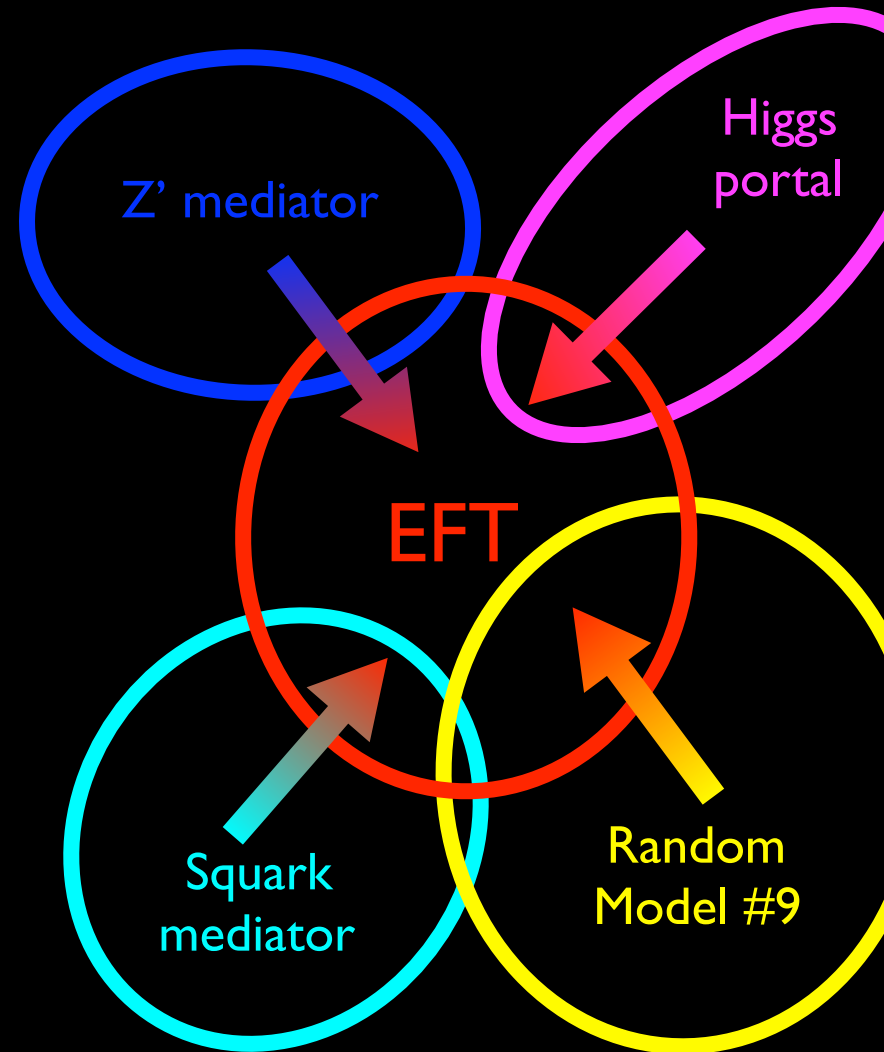 Higgs
portal
Z’ mediator
EFT
Squark
mediator
Random
Model #9